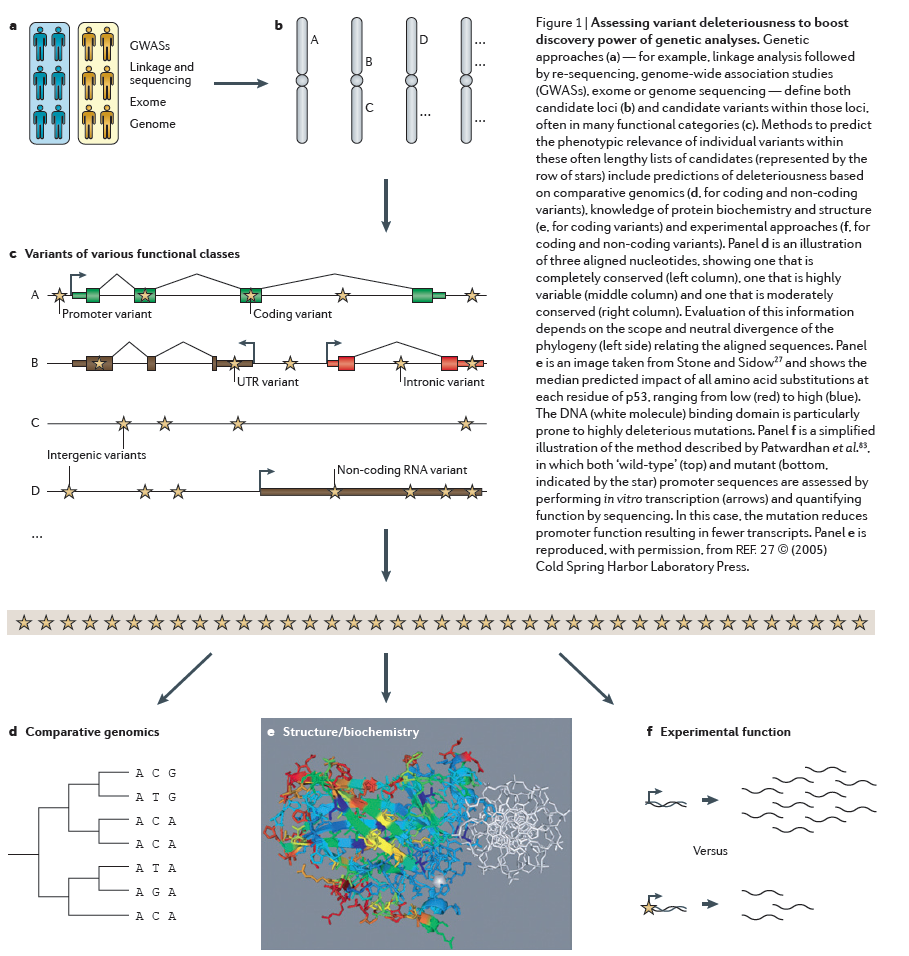 a
GWASs
Linkage and
sequencing
Exome
Genome
b
A
B
C
D
...
...
...
...
Figure 1 | Assessing variant deleteriousness to boost
discovery power of genetic analyses. Genetic
approaches (a) — for example, linkage analysis followed
by re-sequencing, genome-wide association studies
(GWASs), exome or genome sequencing — define both
candidate loci (b) and candidate variants within those loci,
often in many functional categories (c). Methods to predict
the phenotypic relevance of individual variants within
these often lengthy lists of candidates (represented by the
row of stars) include predictions of deleteriousness based
on comparative genomics (d, for coding and non-coding
variants), knowledge of protein biochemistry and structure
(e, for coding variants) and experimental approaches (f, for
coding and non-coding variants). Panel d is an illustration
of three aligned nucleotides, showing one that is
completely conserved (left column), one that is highly
variable (middle column) and one that is moderately
conserved (right column). Evaluation of this information
depends on the scope and neutral divergence of the
phylogeny (left side) relating the aligned sequences. Panel
e is an image taken from Stone and Sidow27 and shows the
median predicted impact of all amino acid substitutions at
each residue of p53, ranging from low (red) to high (blue).
The DNA (white molecule) binding domain is particularly
prone to highly deleterious mutations. Panel f is a simplified
illustration of the method described by Patwardhan et al.83,
in which both ‘wild-type’ (top) and mutant (bottom,
indicated by the star) promoter sequences are assessed by
performing in vitro transcription (arrows) and quantifying
function by sequencing. In this case, the mutation reduces
promoter function resulting in fewer transcripts. Panel e is
reproduced, with permission, from REF. 27 © (2005)
Cold Spring Harbor Laboratory Press.
c Variants of various functional classes
A
Promoter variant
Coding variant
B
UTR variant
Intronic variant
C
Intergenic variants
Non-coding RNA variant
D
...
d Comparative genomics
A C G
A T G
A C A
A C A
A T A
A G A
A C A
e Structure/biochemistry
f Experimental function
Versus